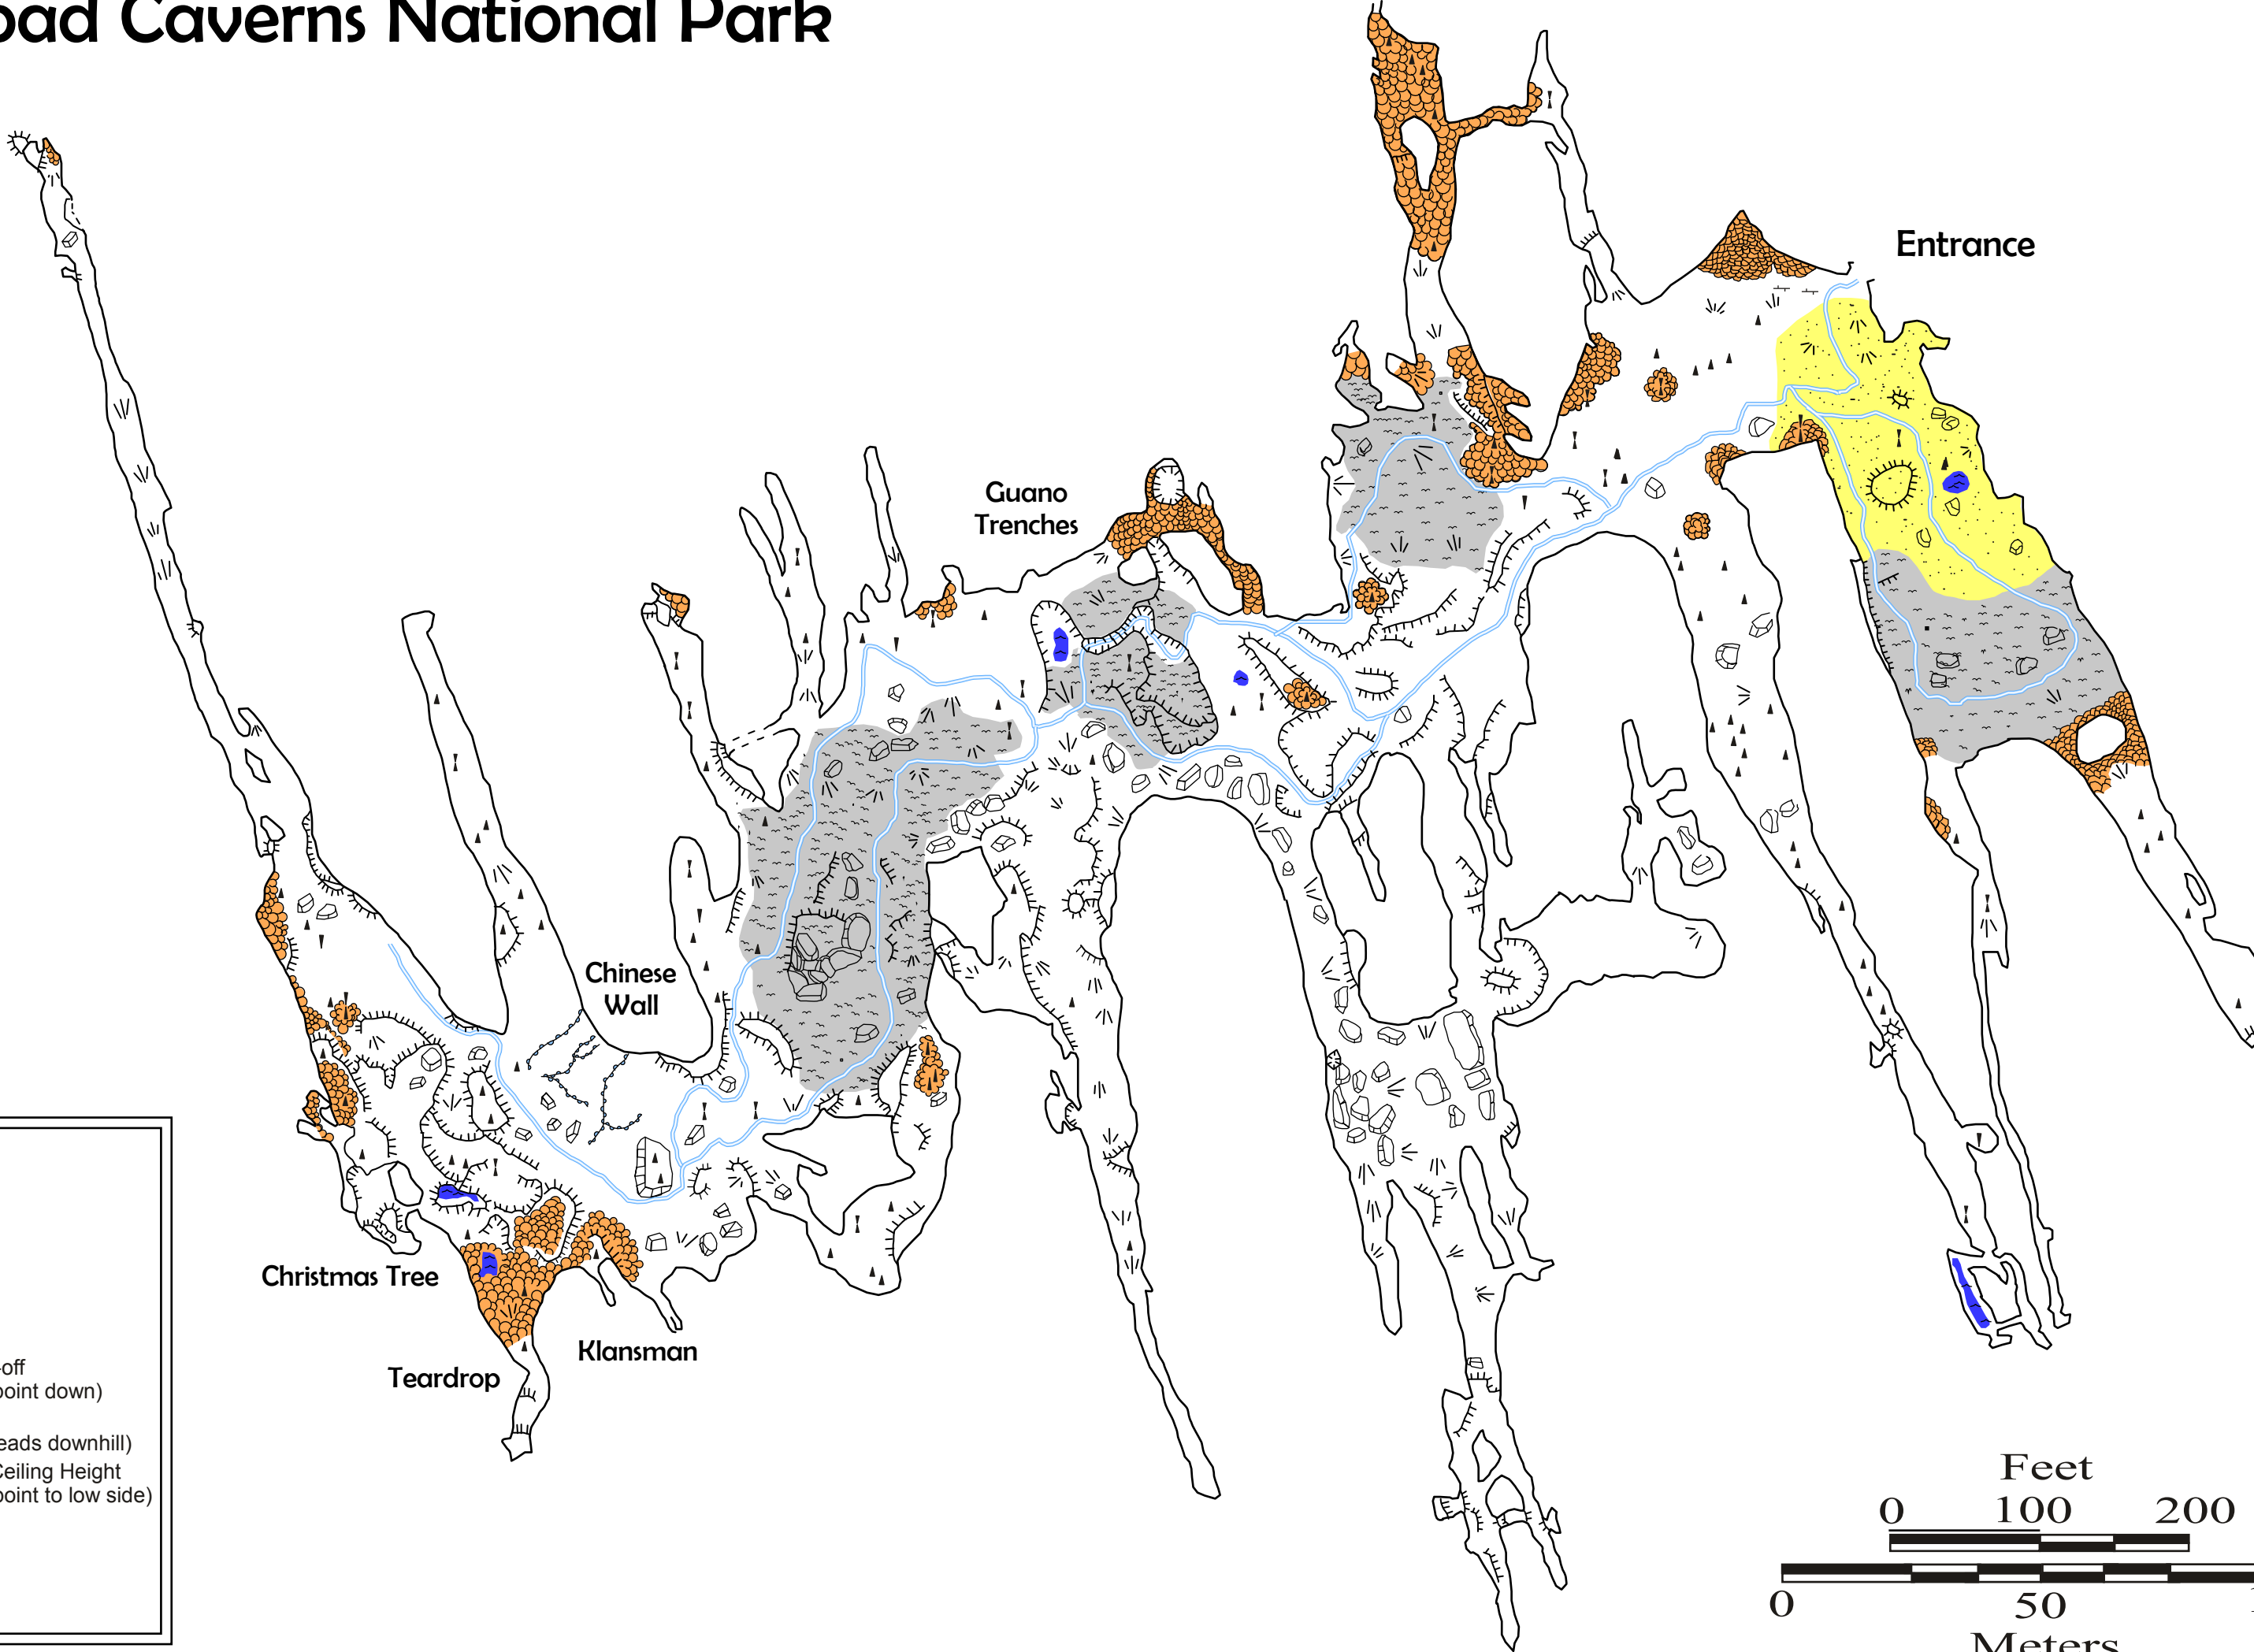 Caverns National Park
Entrance
Guano
Trenches
Chinese
Wall
Christmas Tree
Klansman
Teardrop
-off
point down)
eads downhill)
Ceiling Height
point to low side)
Feet
0 100 200
0 50
Meters